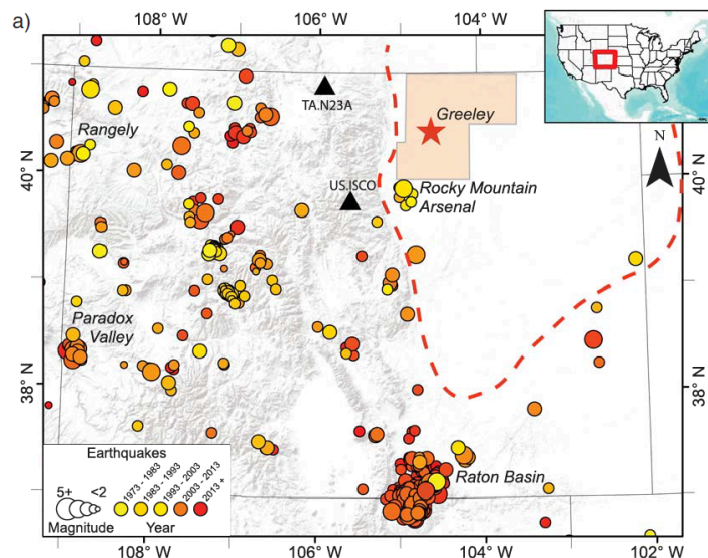 a)
108° W
106° W
104° W
102° W
TA.N23A
Greeley
Rangely
N
40° N
40° N
US.ISCO
Rocky Mountain
Arsenal
Paradox
Valley
38° N
38° N
Earthquakes
5+
<2
Magnitude
1973 - 1983
1983 - 1993
1993 - 2003
2003 - 2013
2013 +
Year
Raton Basin
108° W
106° W
104° W
102° W